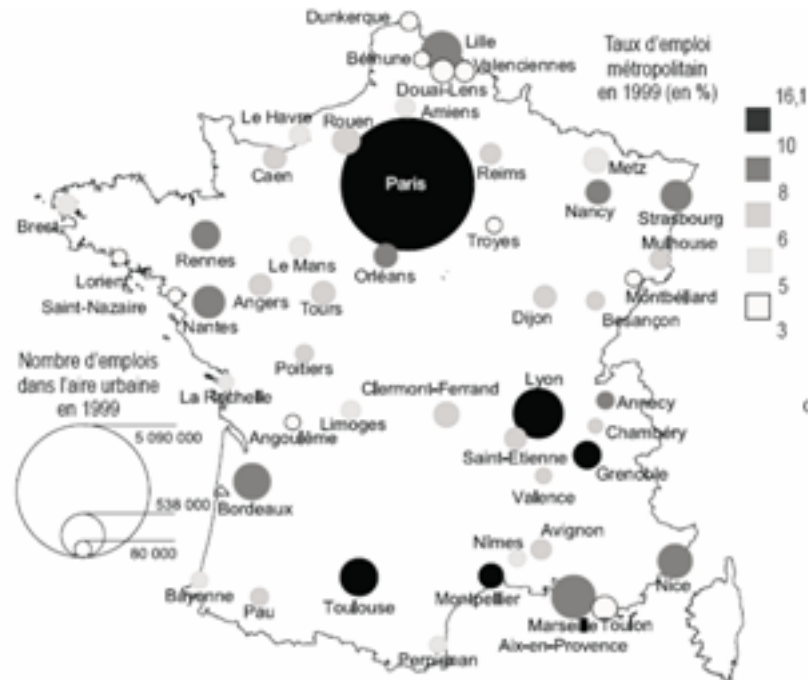 Dunkerque
Lille
Béthune
Valenciennes
Douai-Lens
Amiens
Taux d'emploi
métropolitain
en 1999 (en %)
16,1
10
8
6
5
3
Le Havre
Rouen
Caen
Paris
Reims
Metz
Nancy
Strasbourg
Brest
Rennes
Le Mans
Orléans
Troyes
Mulhouse
Lorient
Saint-Nazaire
Angers
Tours
Nantes
Dijon
Montbéliard
Besançon
Nombre d'emplois
dans l'aire urbaine
en 1999
5 090 000
538 000
80 000
Poitiers
La Rochelle
Clermont-Ferrand
Lyon
Annecy
Angoulême
Limoges
Chambéry
Saint-Etienne
Grenoble
Valence
Bordeaux
Nîmes
Avignon
Bayonne
Pau
Toulouse
Montpellier
Nice
Marseille
Toulon
Aix-en-Provence
Perpignan